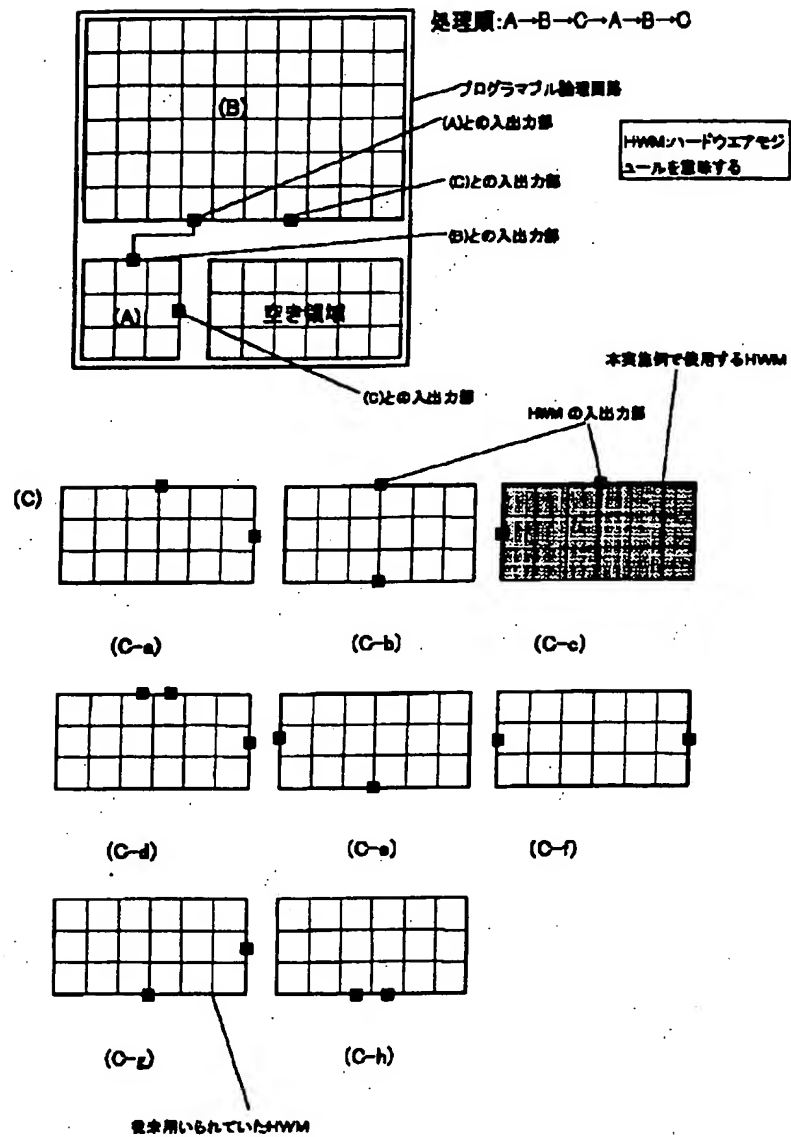 処理順:A→B→C→A→B→C
プログラマブル論理回路
(B)
(A)との入出力部
HWM:ハードウエアモジ
ュールを意味する
(C)との入出力部
(B)との入出力部
(A)
空き領域
本実施例で使用するHWM
(C)との入出力部
HWM の入出力部
(C)
(C-a)
(C-b)
(C-c)
(C-d)
(C-e)
(C-f)
(C-g)
(C-h)
従来用いられていたHWM